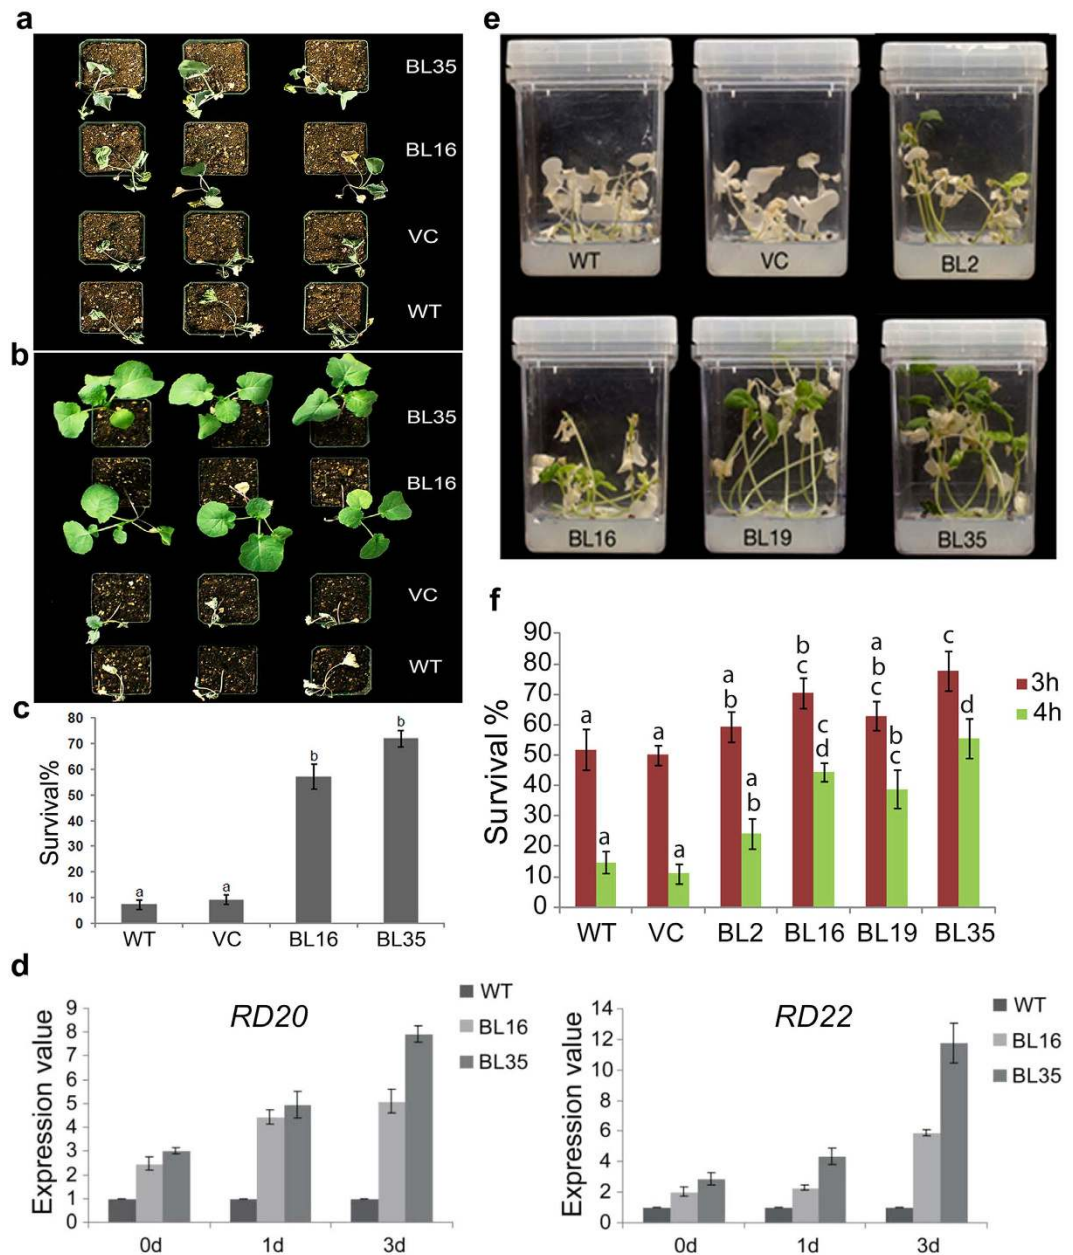 a
BL35
BL16
VC
WT
b
BL35
BL16
VC
WT
c
Survival%
80
70
60
50
40
30
20
10
0
a
a
b
b
WT
VC
BL16
BL35
d
Expression value
RD20
9
8
7
6
5
4
3
2
1
0
0d
1d
3d
WT
BL16
BL35
Expression value
RD22
14
12
10
8
6
4
2
0
0d
1d
3d
WT
BL16
BL35
e
WT
VC
BL2
BL16
BL19
BL35
f
Survival %
90
80
70
60
50
40
30
20
10
0
a
a
a
a
a
b
a
b
b
c
c
d
a
b
c
b
c
c
d
3h
4h
WT
VC
BL2
BL16
BL19
BL35